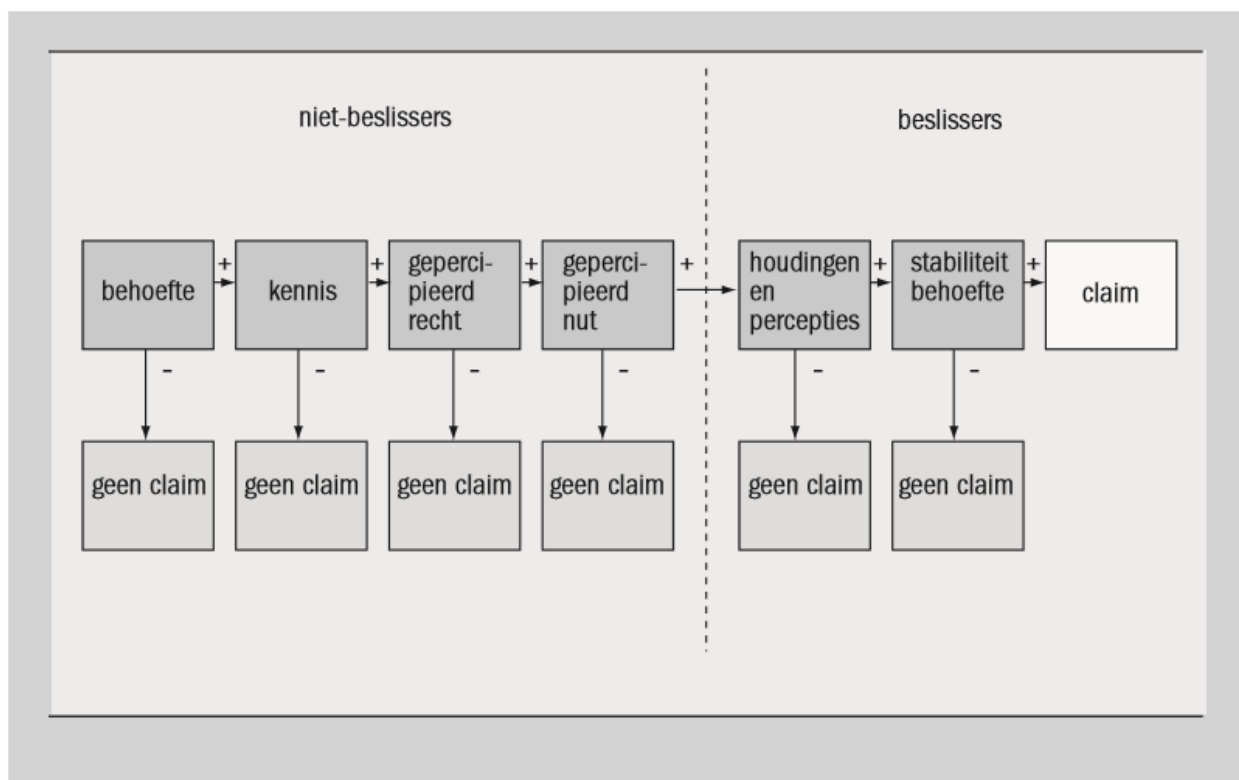 niet-beslissers
beslissers
behoefte
+
kennis
+
geperci-
pieerd
recht
+
geperci-
pieerd
nut
+
houdingen
en
percepties
+
stabiliteit
behoefte
+
claim
-
-
-
-
-
-
geen claim
geen claim
geen claim
geen claim
geen claim
geen claim